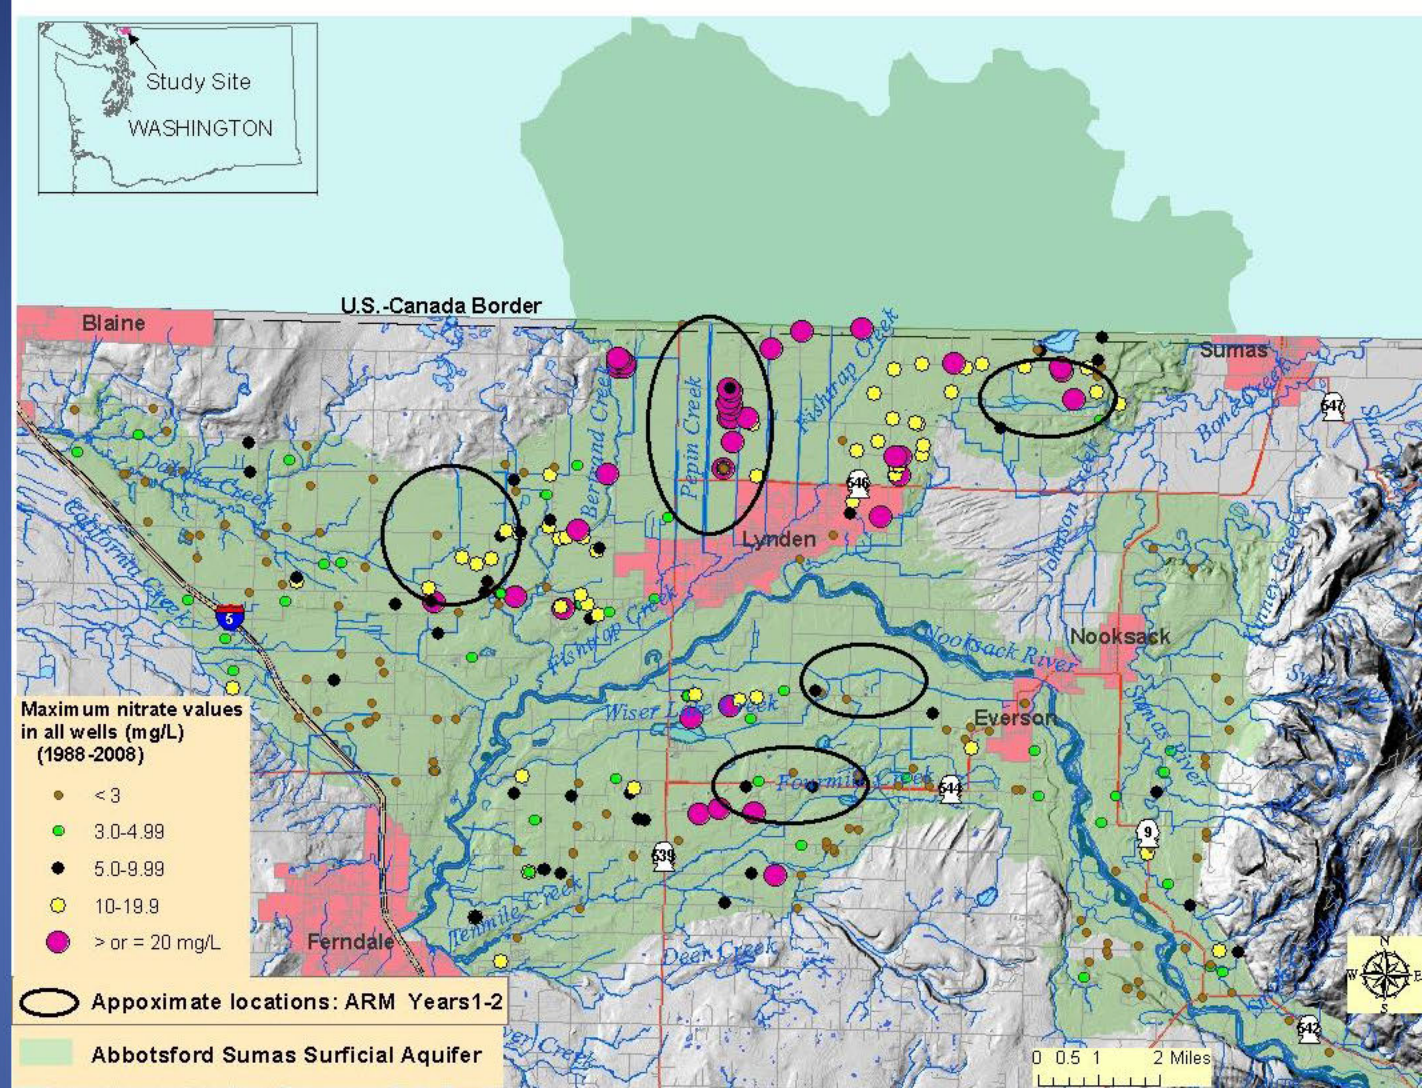 Study Site
WASHINGTON
U.S.-Canada Border
Blaine
Sumas
547
Bone Creek
Bertrand Creek
Pepin Creek
Fishtrap Creek
Dakota Creek
California Creek
546
Lynden
Johnson Creek
5
Fishtrap Creek
Nooksack River
Nooksack
Wiser Lake Creek
Everson
Sumas River
Fourmile Creek
544
539
9
Tenmile Creek
Ferndale
Deer Creek
542
Maximum nitrate values
in all wells (mg/L)
(1988-2008)
< 3
3.0-4.99
5.0-9.99
10-19.9
> or = 20 mg/L
Appoximate locations: ARM Years1-2
Abbotsford Sumas Surficial Aquifer
N
W
E
S
0 0.5 1 2 Miles